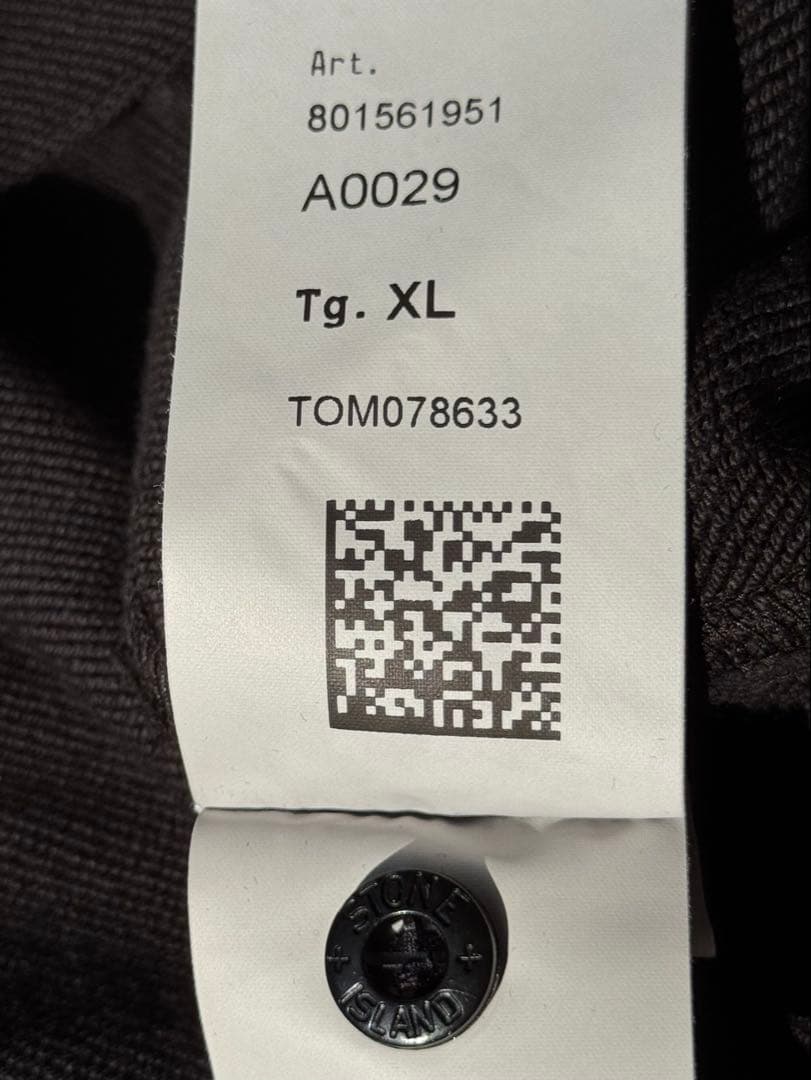 Art.
801561951
A0029
Tg. XL
TOM078633
STONE
ISLAND